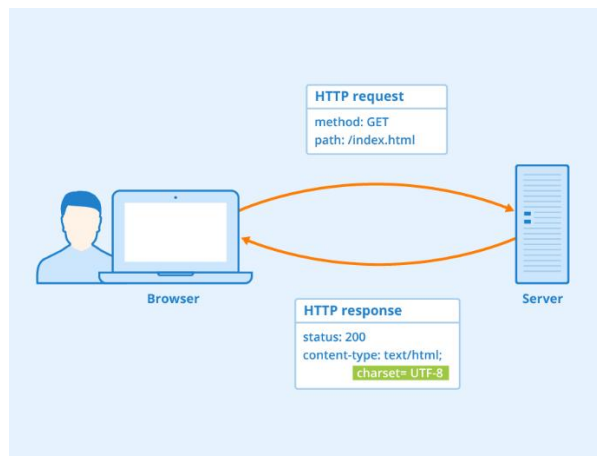 HTTP request
method: GET
path: /index.html
Browser
Server
HTTP response
status: 200
content-type: text/html;
charset= UTF-8